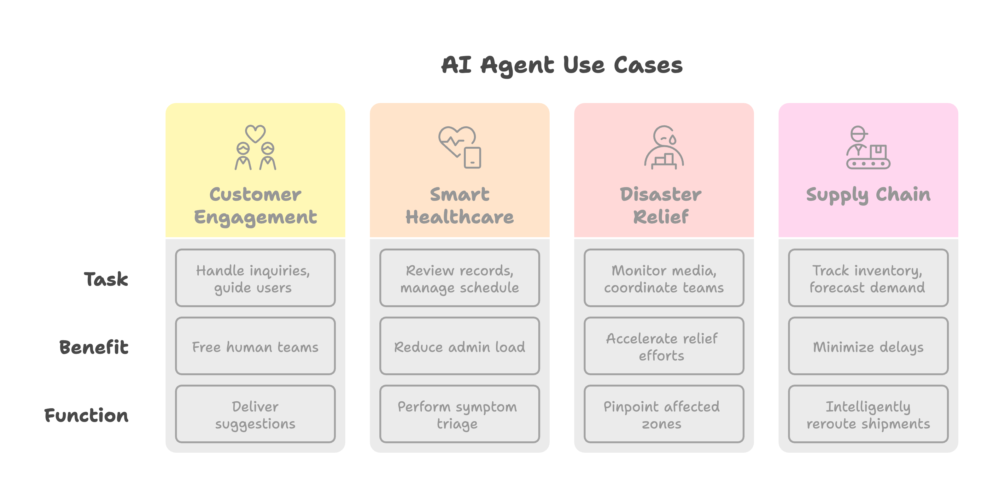 AI Agent Use Cases
Customer
Engagement
Smart
Healthcare
Disaster
Relief
Supply Chain
Task
Handle inquiries,
guide users
Review records,
manage schedule
Monitor media,
coordinate teams
Track inventory,
forecast demand
Benefit
Free human teams
Reduce admin load
Accelerate relief
efforts
Minimize delays
Function
Deliver
suggestions
Perform symptom
triage
Pinpoint affected
zones
Intelligently
reroute shipments